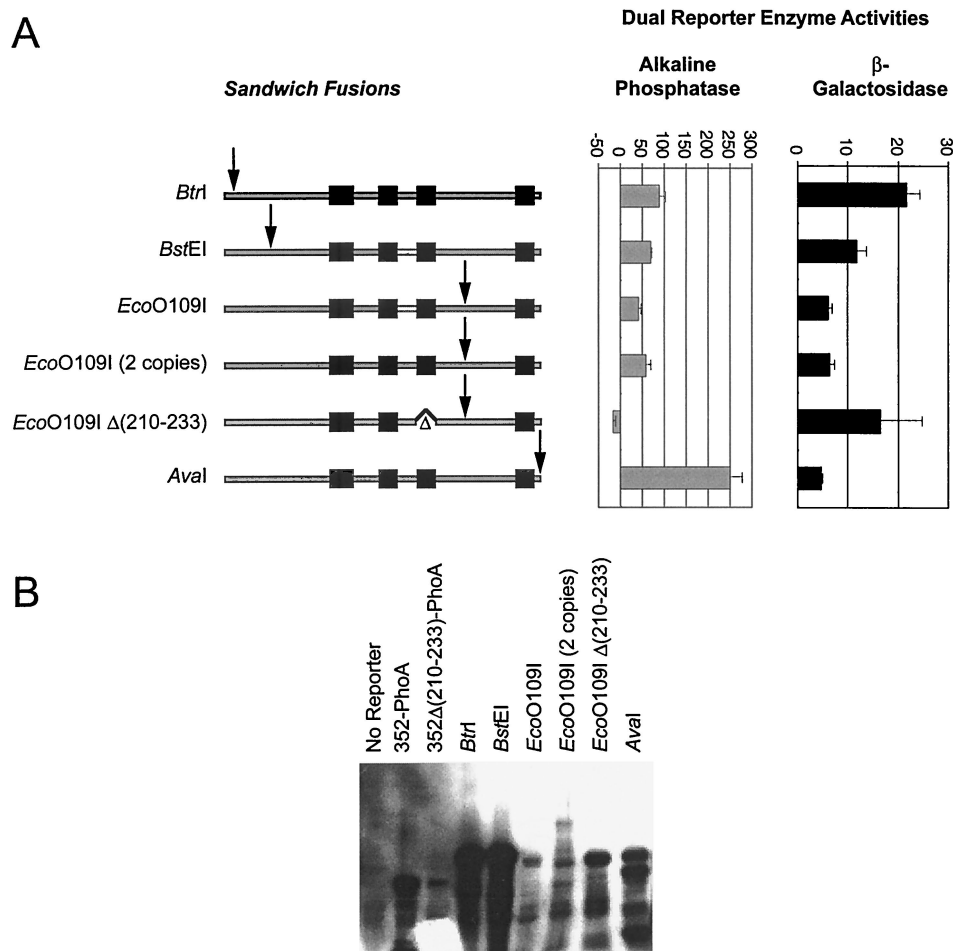 A
Dual Reporter Enzyme Activities
Sandwich Fusions
Alkaline
Phosphatase
β-
Galactosidase
-50
0
50
100
150
200
250
300
0
10
20
30
BtrI
BstEI
EcoO109I
EcoO109I (2 copies)
EcoO109I Δ(210-233)
Δ
AvaI
B
No Reporter
352-PhoA
352Δ(210-233)-PhoA
BtrI
BstEI
EcoO109I
EcoO109I (2 copies)
EcoO109I Δ(210-233)
AvaI